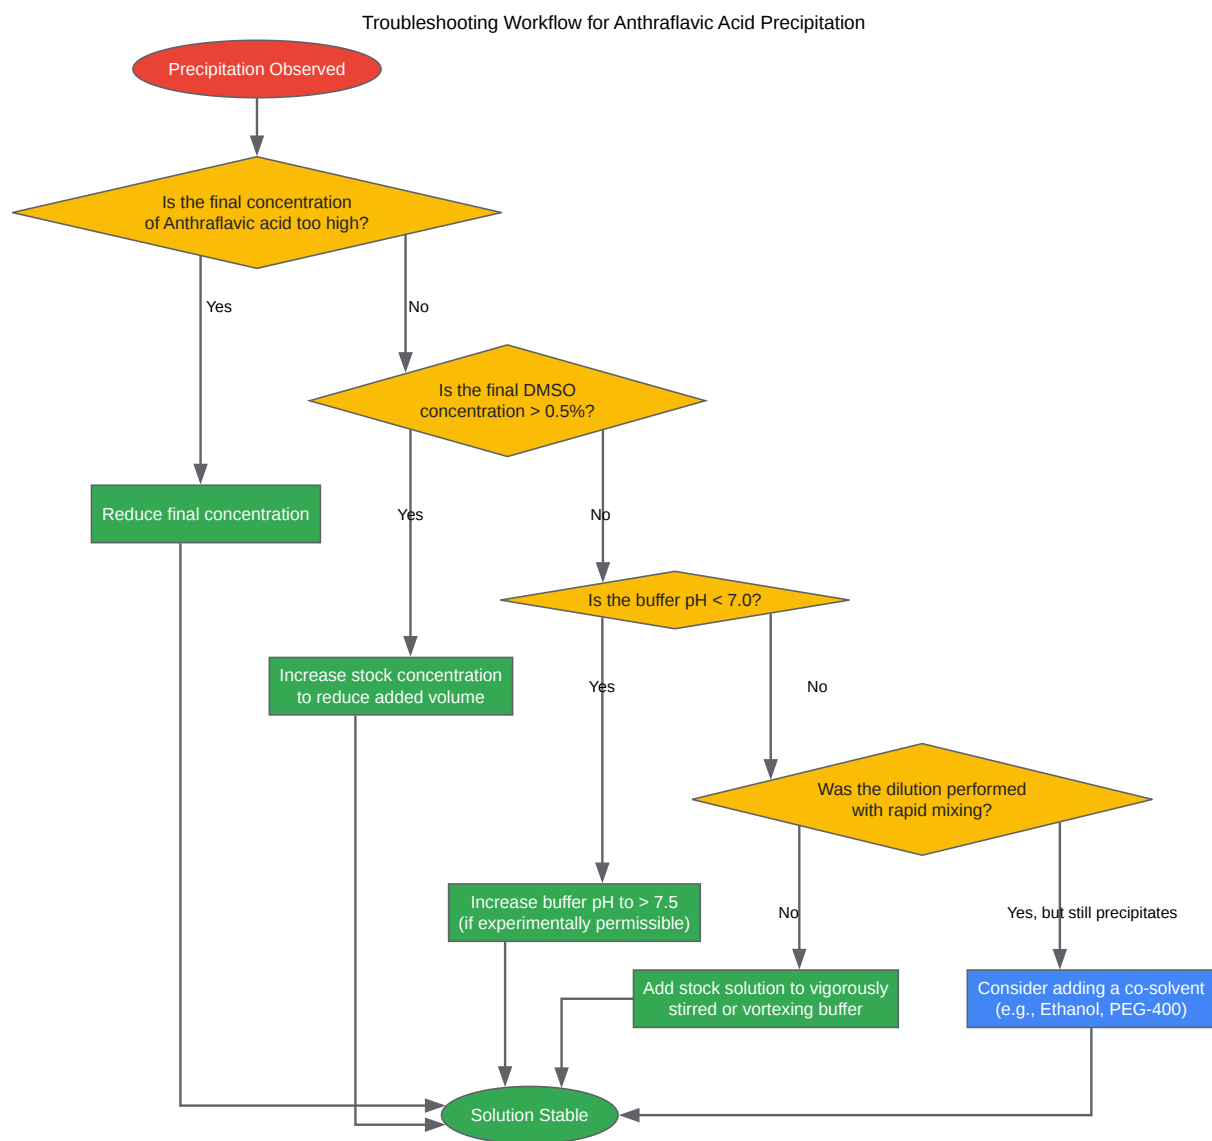 Troubleshooting Workflow for Anthraflavic Acid Precipitation
Precipitation Observed
Is the final concentration
of Anthraflavic acid too high?
Yes
No
Is the final DMSO
concentration > 0.5%?
Reduce final concentration
Yes
No
Is the buffer pH < 7.0?
Increase stock concentration
to reduce added volume
Yes
No
Was the dilution performed
with rapid mixing?
Increase buffer pH to > 7.5
(if experimentally permissible)
No
Yes, but still precipitates
Add stock solution to vigorously
stirred or vortexing buffer
Consider adding a co-solvent
(e.g., Ethanol, PEG-400)
Solution Stable